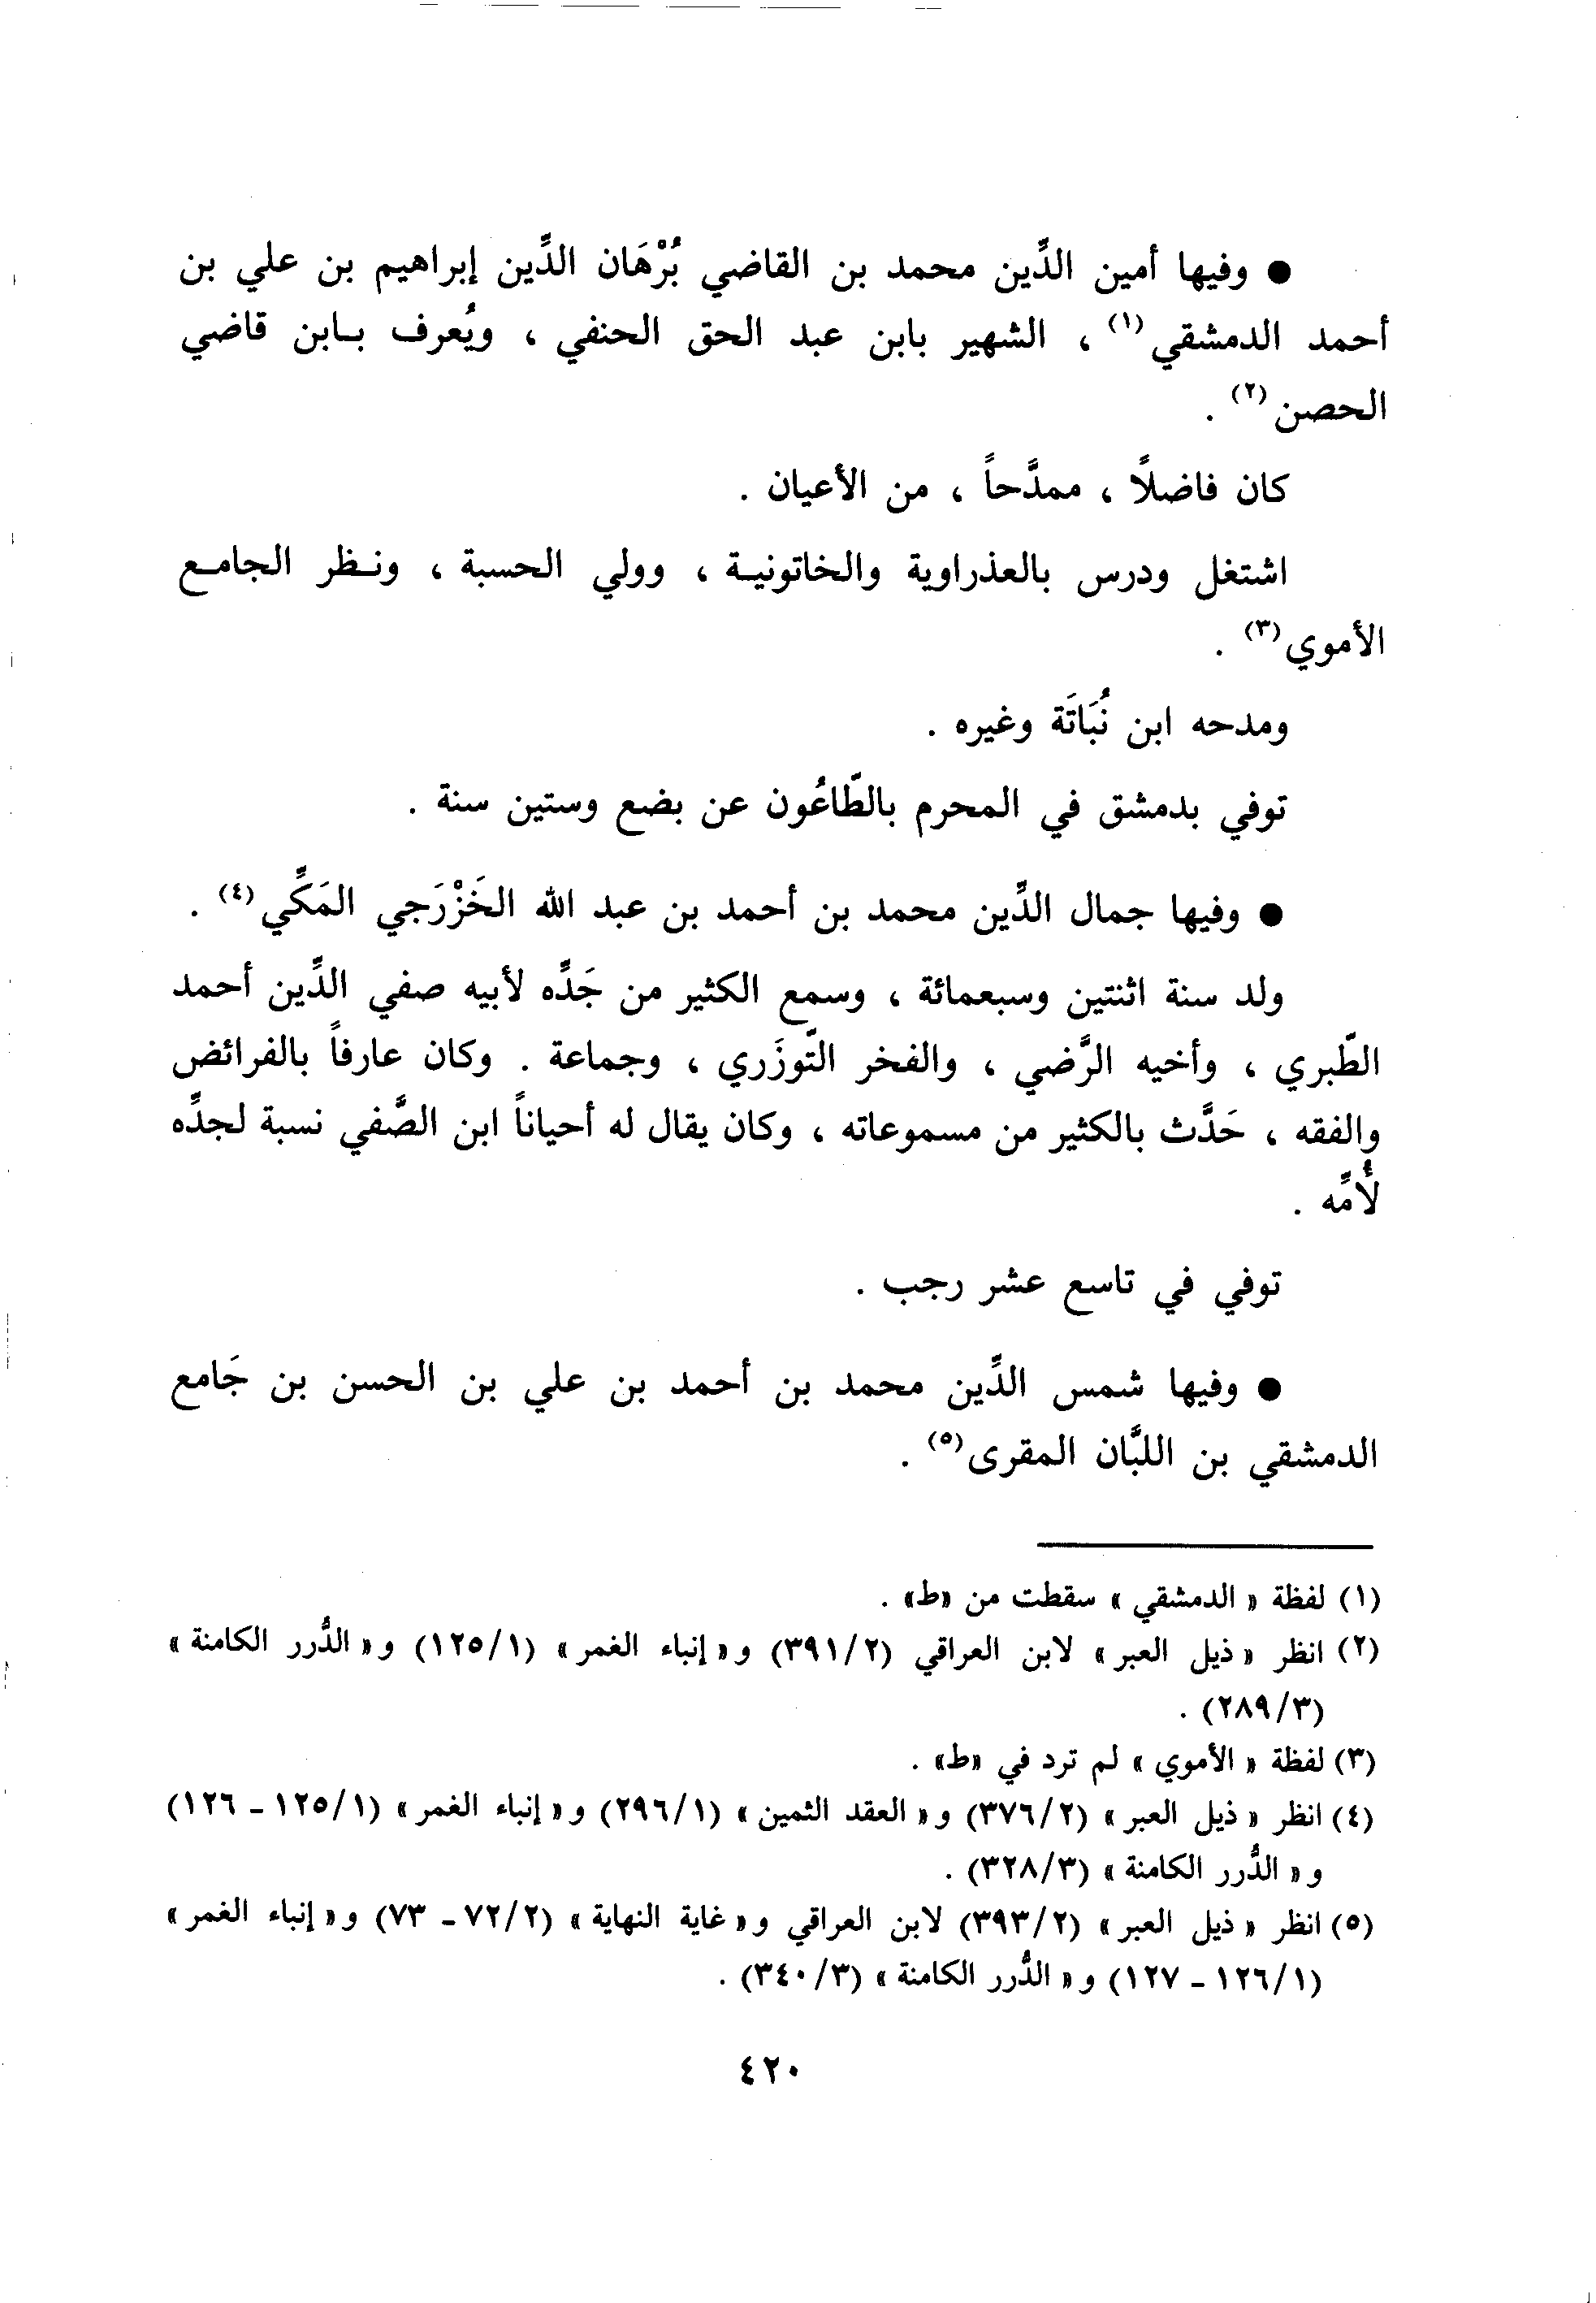 ● وفيها أمين الدِّين محمد بن القاضي بُرْهَان الدِّين إبراهيم بن علي بن
أحمد الدمشقي (١) ، الشهير بابن عبد الحق الحنفي ، ويُعرف بـابن قاضي
الحصن (٢) .
كان فاضلاً ، ممدَّحاً ، من الأعيان .
اشتغل ودرس بالعذراوية والخاتونيـة ، وولي الحسبة ، ونـظر الجامـع
الأموي (٣) .
ومدحه ابن نُبَاتَة وغيره .
توفي بدمشق في المحرم بالطّاعُون عن بضع وستين سنة .
● وفيها جمال الدِّين محمد بن أحمد بن عبد الله الخَزْرَجي المَكِّي (٤) .
ولد سنة اثنتين وسبعمائة ، وسمع الكثير من جَدِّه لأبيه صفي الدِّين أحمد
الطّبري ، وأخيه الرَّضي ، والفخر التّوزَري ، وجماعة . وكان عارفاً بالفرائض
والفقه ، حَدَّث بالكثير من مسموعاته ، وكان يقال له أحياناً ابن الصَّفي نسبة لجدِّه
لأُمِّه .
توفي في تاسع عشر رجب .
● وفيها شمس الدِّين محمد بن أحمد بن علي بن الحسن بن جَامع
الدمشقي بن اللبَّان المقرى (٥) .
(١) لفظة « الدمشقي » سقطت من «ط» .
(٢) انظر « ذيل العبر » لابن العراقي (٣٩١/٢) و « إنباء الغمر » (١٢٥/١) و « الدُّرر الكامنة »
(٢٨٩/٣) .
(٣) لفظة « الأموي » لم ترد في «ط» .
(٤) انظر « ذيل العبر » (٣٧٦/٢) و « العقد الثمين » (٢٩٦/١) و « إنباء الغمر » (١٢٥/١ ـ ١٢٦)
و « الدُّرر الكامنة » (٣٢٨/٣) .
(٥) انظر « ذيل العبر » (٣٩٣/٢) لابن العراقي و « غاية النهاية » (٧٢/٢ ـ ٧٣) و « إنباء الغمر »
(١٢٦/١ ـ ١٢٧) و « الدُّرر الكامنة » (٣٤٠/٣) .
٤٢٠